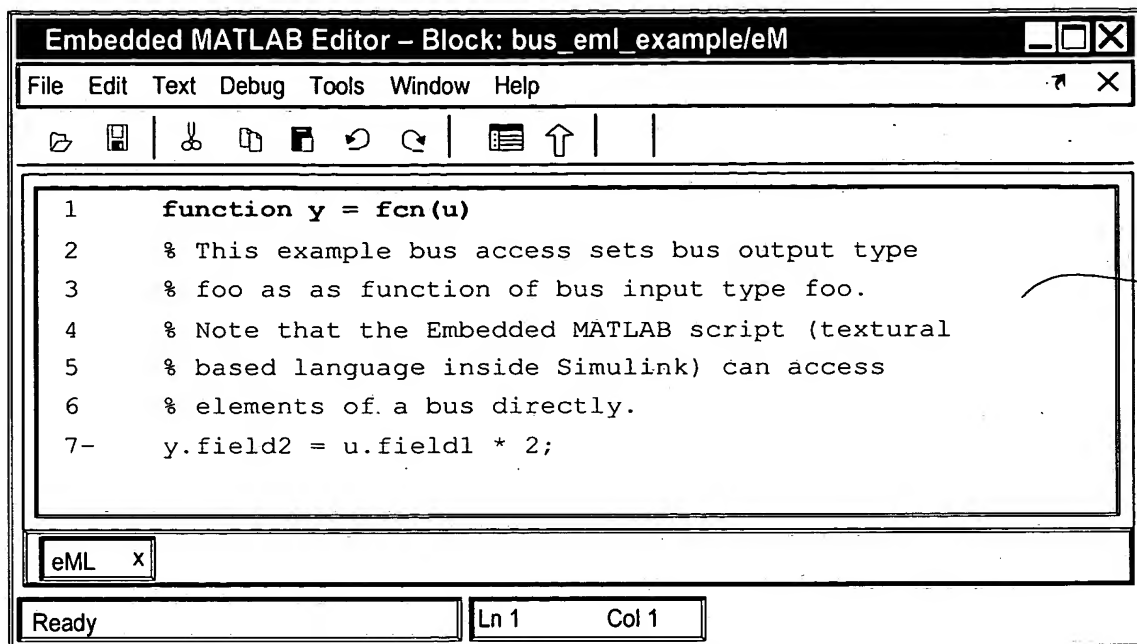 Embedded MATLAB Editor – Block: bus_eml_example/eM
File Edit Text Debug Tools Window Help
1 function y = fcn(u)
2 % This example bus access sets bus output type
3 % foo as as function of bus input type foo.
4 % Note that the Embedded MATLAB script (textural
5 % based language inside Simulink) can access
6 % elements of a bus directly.
7– y.field2 = u.field1 * 2;
eML x
Ready Ln 1 Col 1